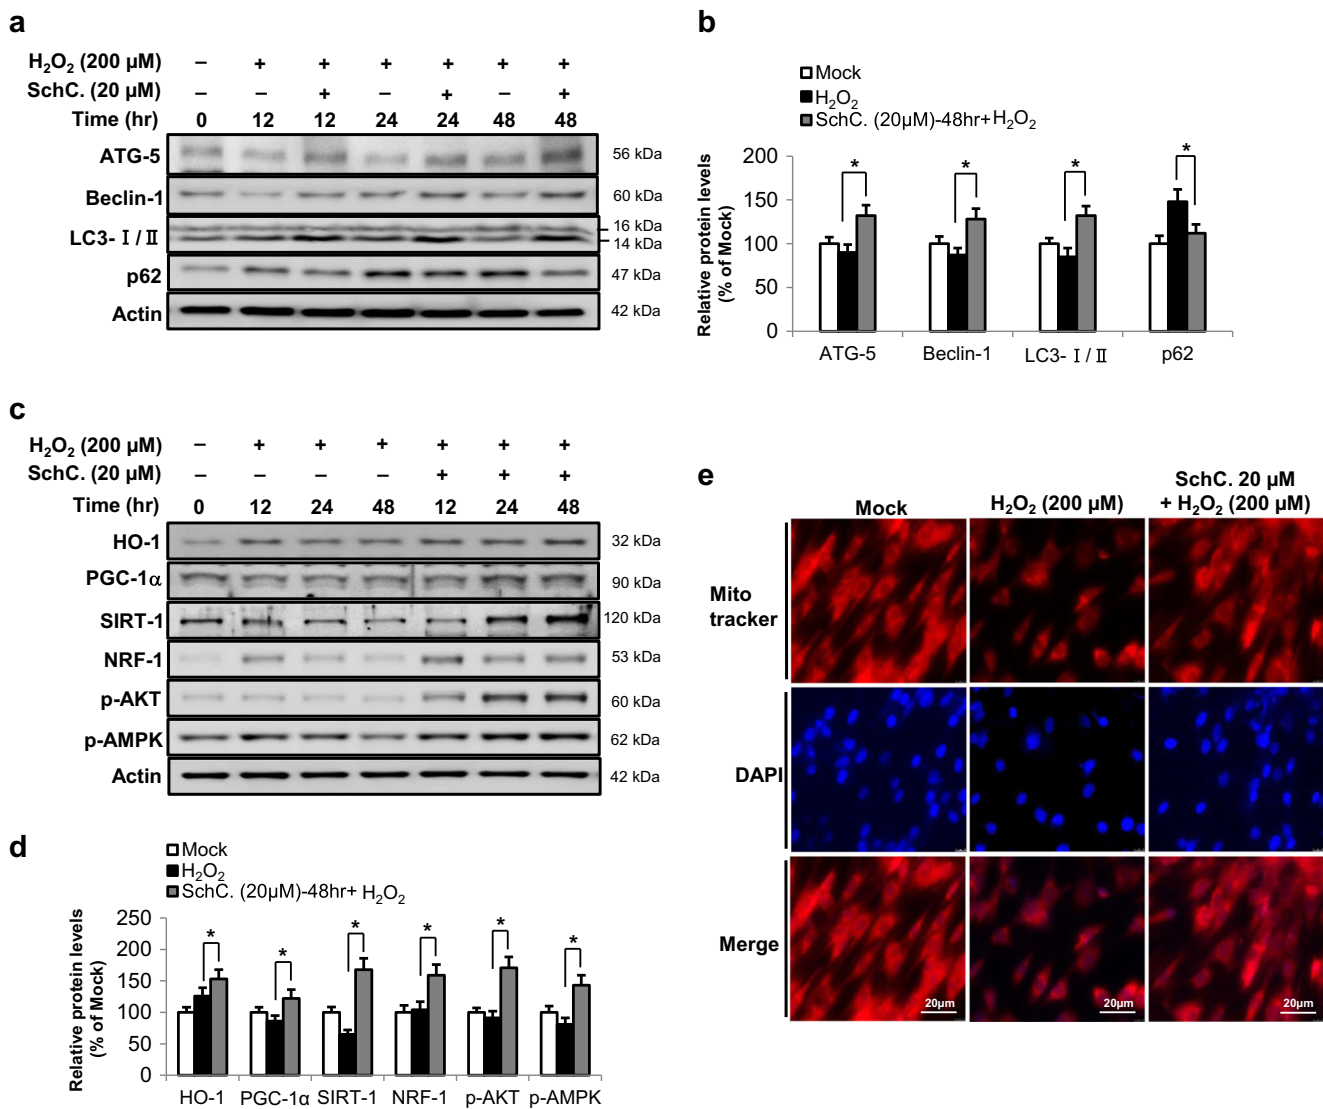 a
H₂O₂ (200 µM) – + + + + + +
SchC. (20 µM) – – + – + – +
Time (hr) 0 12 12 24 24 48 48
ATG-5 56 kDa
Beclin-1 60 kDa
LC3-Ⅰ/Ⅱ 16 kDa
14 kDa
p62 47 kDa
Actin 42 kDa
b
Mock
H₂O₂
SchC. (20µM)-48hr+H₂O₂
Relative protein levels
(% of Mock)
200
150
100
50
0
* * * *
ATG-5 Beclin-1 LC3-Ⅰ/Ⅱ p62
c
H₂O₂ (200 µM) – + + + + + +
SchC. (20 µM) – – – – + + +
Time (hr) 0 12 24 48 12 24 48
HO-1 32 kDa
PGC-1α 90 kDa
SIRT-1 120 kDa
NRF-1 53 kDa
p-AKT 60 kDa
p-AMPK 62 kDa
Actin 42 kDa
d
Mock
H₂O₂
SchC. (20µM)-48hr+ H₂O₂
Relative protein levels
(% of Mock)
250
200
150
100
50
0
* * * * * *
HO-1 PGC-1α SIRT-1 NRF-1 p-AKT p-AMPK
e
Mock H₂O₂ (200 µM) SchC. 20 µM
+ H₂O₂ (200 µM)
Mito
tracker
DAPI
Merge
20µm 20µm 20µm